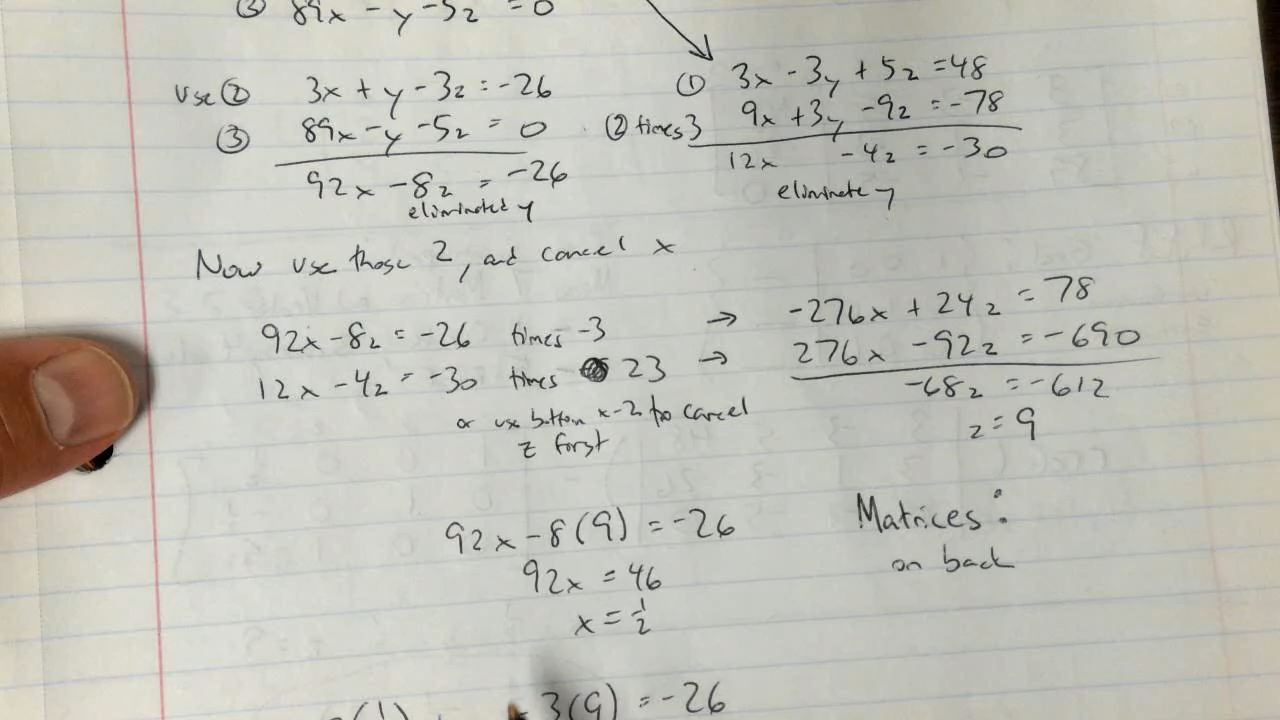 ③ 89x - y - 5z = 0
Use ② 3x + y - 3z = -26
③ 89x - y - 5z = 0
92x - 8z = -26
eliminated y
① 3x - 3y + 5z = 48
② times 3 9x + 3y - 9z = -78
12x - 4z = -30
eliminate y
Now use those 2, and cancel x
92x - 8z = -26 times -3 → -276x + 24z = 78
12x - 4z = -30 times 23 → 276x - 92z = -690
-68z = -612
z = 9
or use bottom x-2 to cancel
z first
92x - 8(9) = -26
92x = 46
x = 1/2
Matrices:
on back
- 3(9) = -26